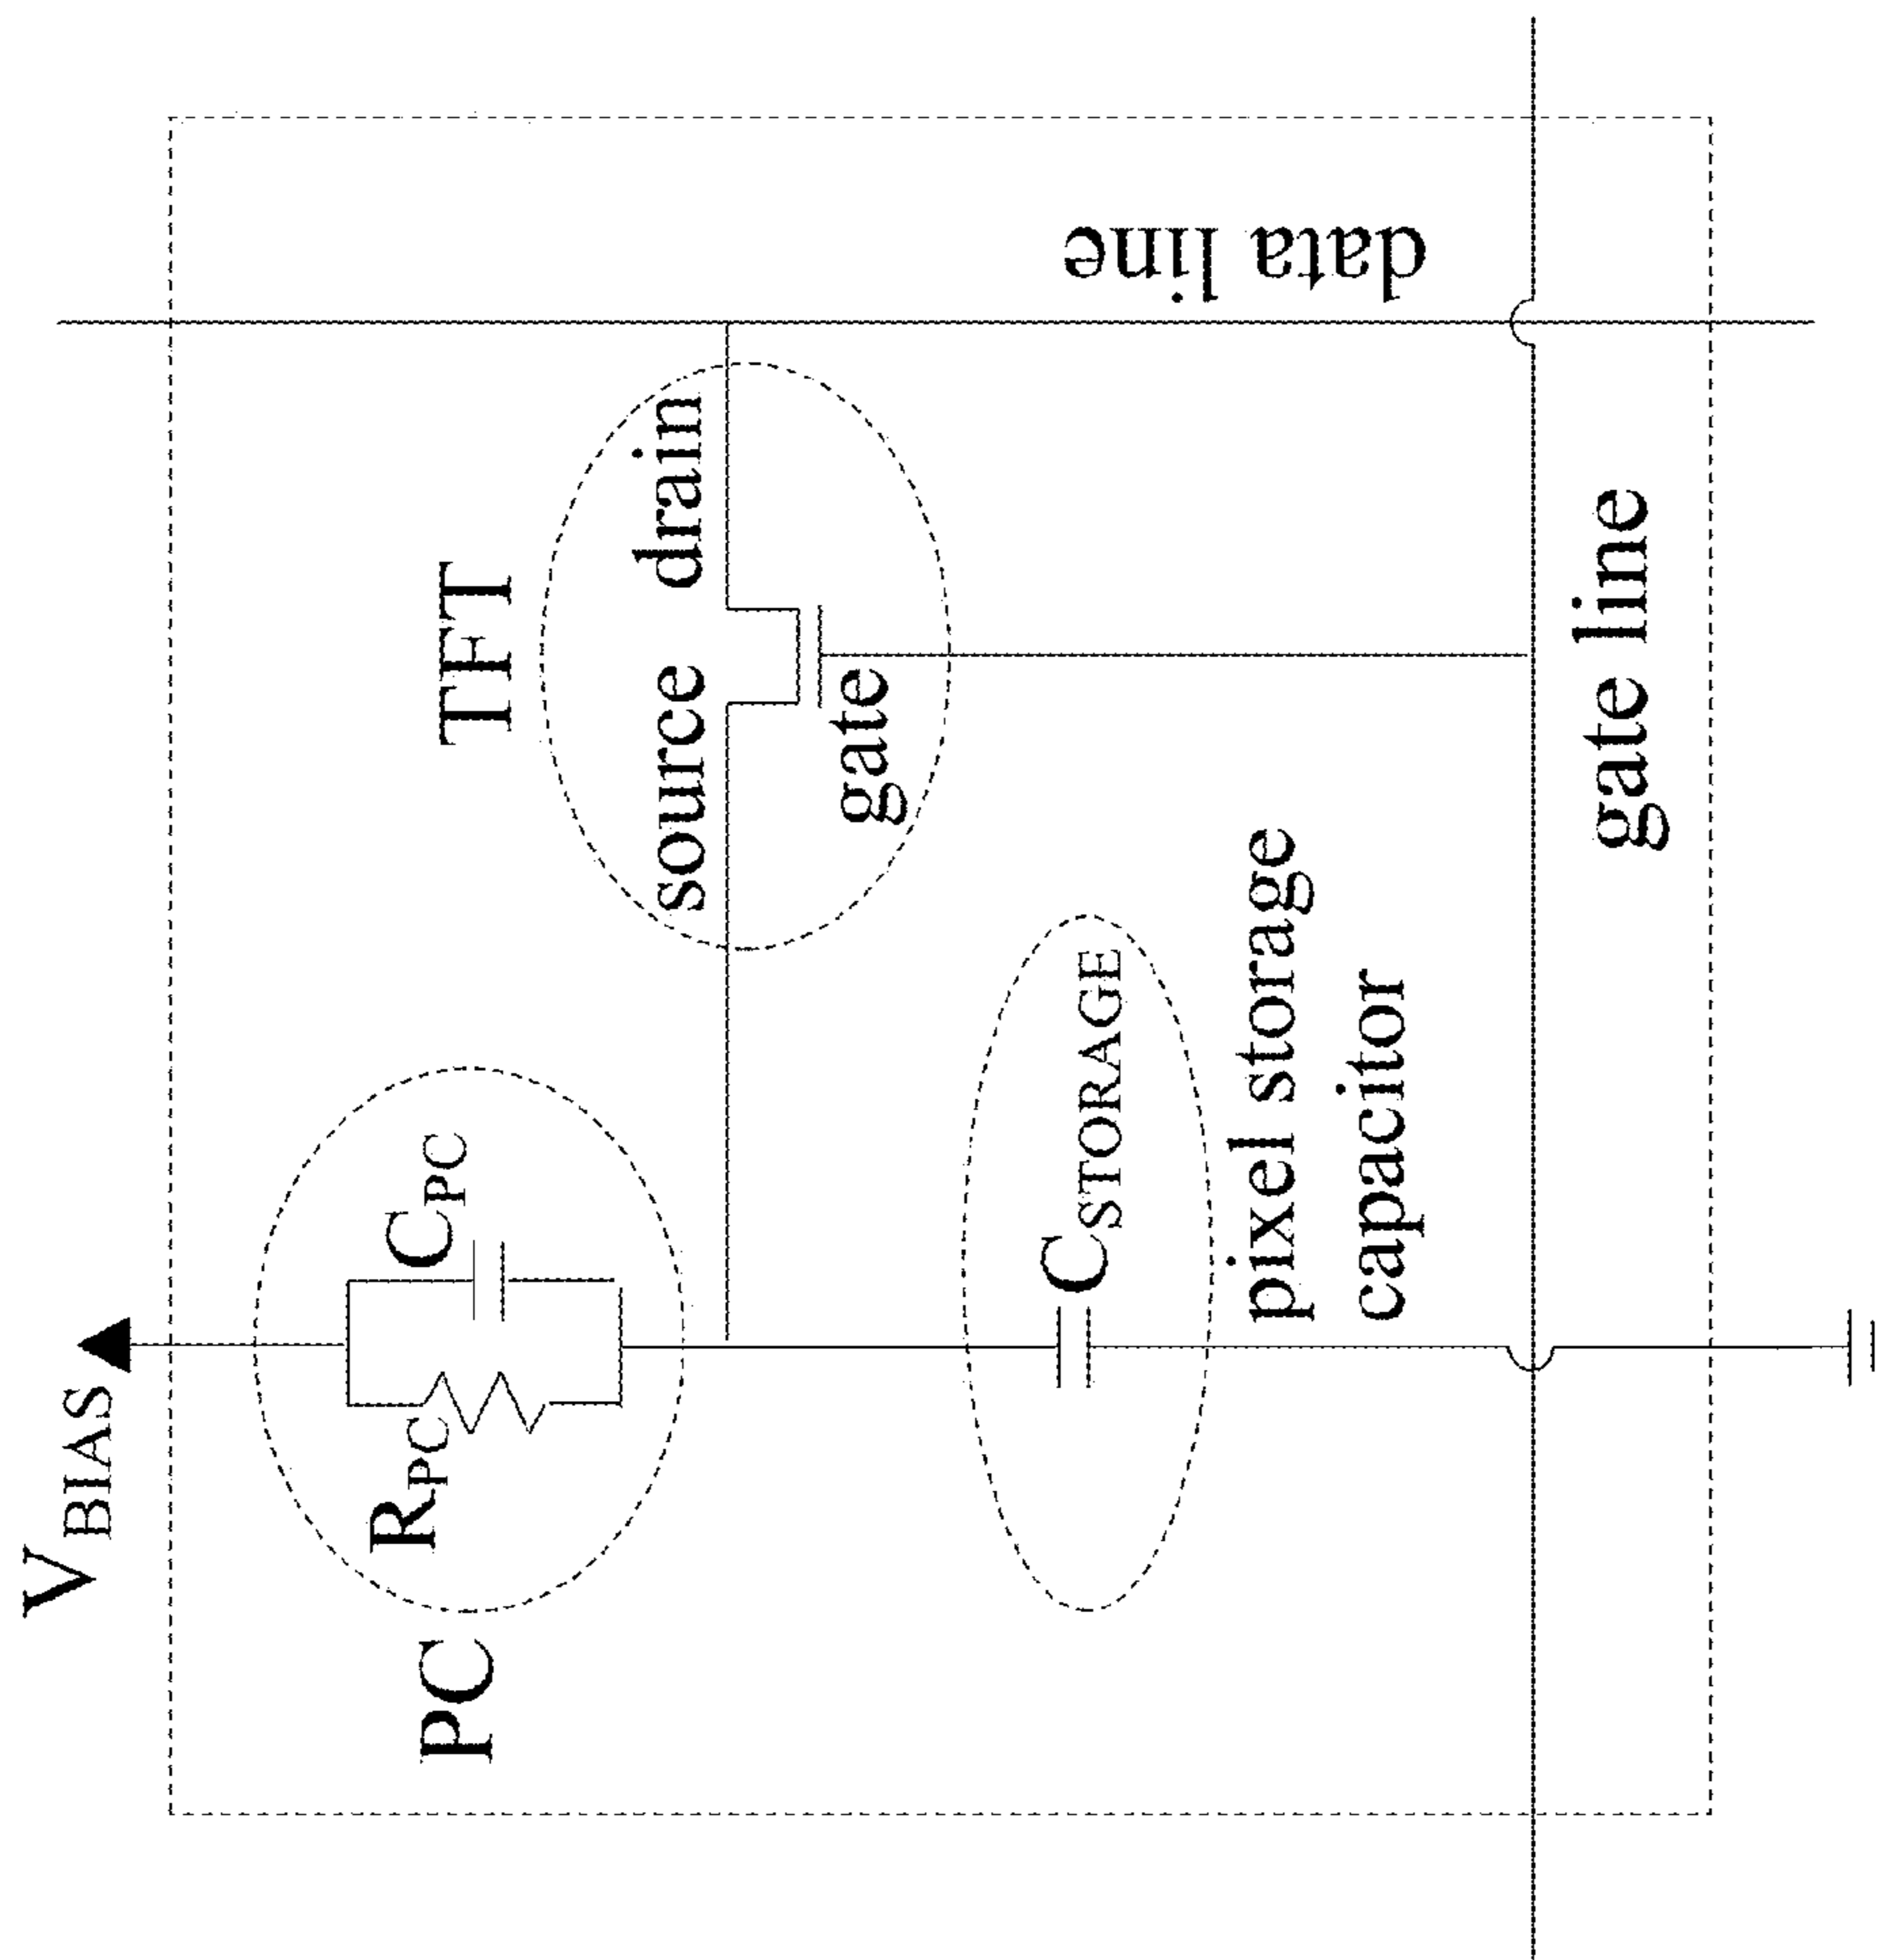 V_BIAS
PC
R_PC
C_PC
TFT
source
drain
gate
C_STORAGE
pixel storage
capacitor
data line
gate line